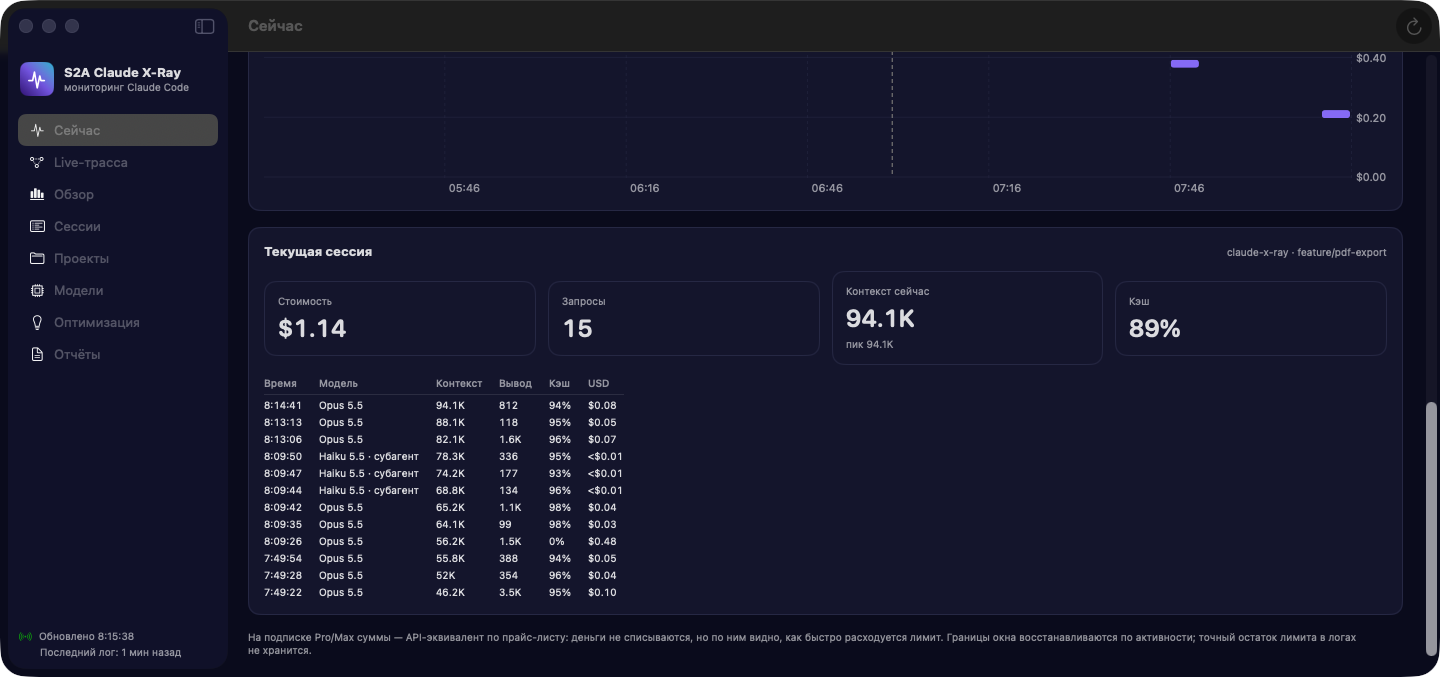 Сейчас
S2A Claude X-Ray
мониторинг Claude Code
Сейчас
Live-трасса
Обзор
Сессии
Проекты
Модели
Оптимизация
Отчёты
Обновлено 8:15:38
Последний лог: 1 мин назад
$0.40
$0.20
$0.00
05:46 06:16 06:46 07:16 07:46
Текущая сессия
claude-x-ray · feature/pdf-export
Стоимость
$1.14
Запросы
15
Контекст сейчас
94.1K
пик 94.1K
Кэш
89%
Время Модель Контекст Вывод Кэш USD
8:14:41 Opus 5.5 94.1K 812 94% $0.08
8:13:13 Opus 5.5 88.1K 118 95% $0.05
8:13:06 Opus 5.5 82.1K 1.6K 96% $0.07
8:09:50 Haiku 5.5 · субагент 78.3K 336 95% <$0.01
8:09:47 Haiku 5.5 · субагент 74.2K 177 93% <$0.01
8:09:44 Haiku 5.5 · субагент 68.8K 134 96% <$0.01
8:09:42 Opus 5.5 65.2K 1.1K 98% $0.04
8:09:35 Opus 5.5 64.1K 99 98% $0.03
8:09:26 Opus 5.5 56.2K 1.5K 0% $0.48
7:49:54 Opus 5.5 55.8K 388 94% $0.05
7:49:28 Opus 5.5 52K 354 96% $0.04
7:49:22 Opus 5.5 46.2K 3.5K 95% $0.10
На подписке Pro/Max суммы — API-эквивалент по прайс-листу: деньги не списываются, но по ним видно, как быстро расходуется лимит. Границы окна восстанавливаются по активности; точный остаток лимита в логах
не хранится.